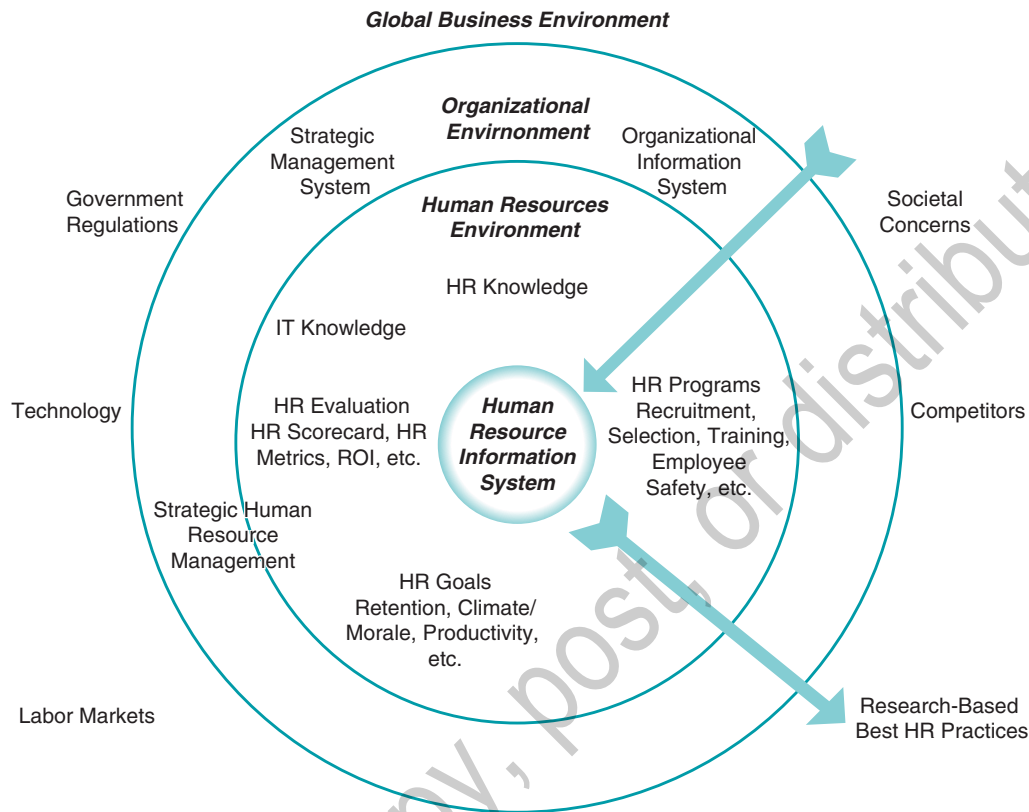 Global Business Environment
Organizational
Envirnonment
Strategic
Management
System
Organizational
Information
System
Government
Regulations
Societal
Concerns
Human Resources
Environment
HR Knowledge
IT Knowledge
Technology
HR Evaluation
HR Scorecard, HR
Metrics, ROI, etc.
Human
Resource
Information
System
HR Programs
Recruitment,
Selection, Training,
Employee
Safety, etc.
Competitors
Strategic Human
Resource
Management
HR Goals
Retention, Climate/
Morale, Productivity,
etc.
Labor Markets
Research-Based
Best HR Practices
post, or distribut